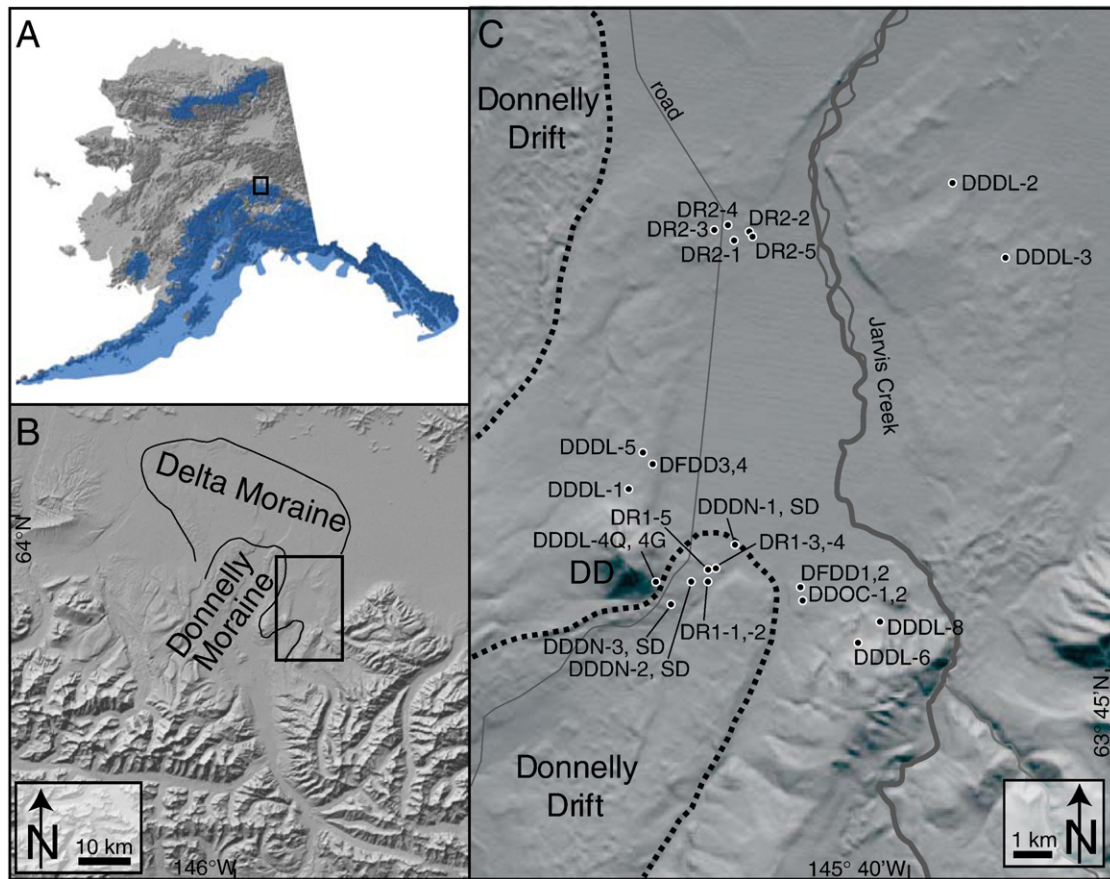 A
B
Delta Moraine
Donnelly
Moraine
64°N
N
10 km
146°W
C
Donnelly
Drift
road
DR2-4
DR2-2
DR2-3
DR2-1
DR2-5
DDDL-2
DDDL-3
Jarvis Creek
DDDL-5
DFDD3,4
DDDL-1
DDDN-1, SD
DR1-5
DR1-3,-4
DDDL-4Q, 4G
DD
DFDD1,2
DDOC-1,2
DDDL-8
DDDL-6
DR1-1,-2
DDDN-3, SD
DDDN-2, SD
63° 45'N
Donnelly
Drift
1 km
N
145° 40'W